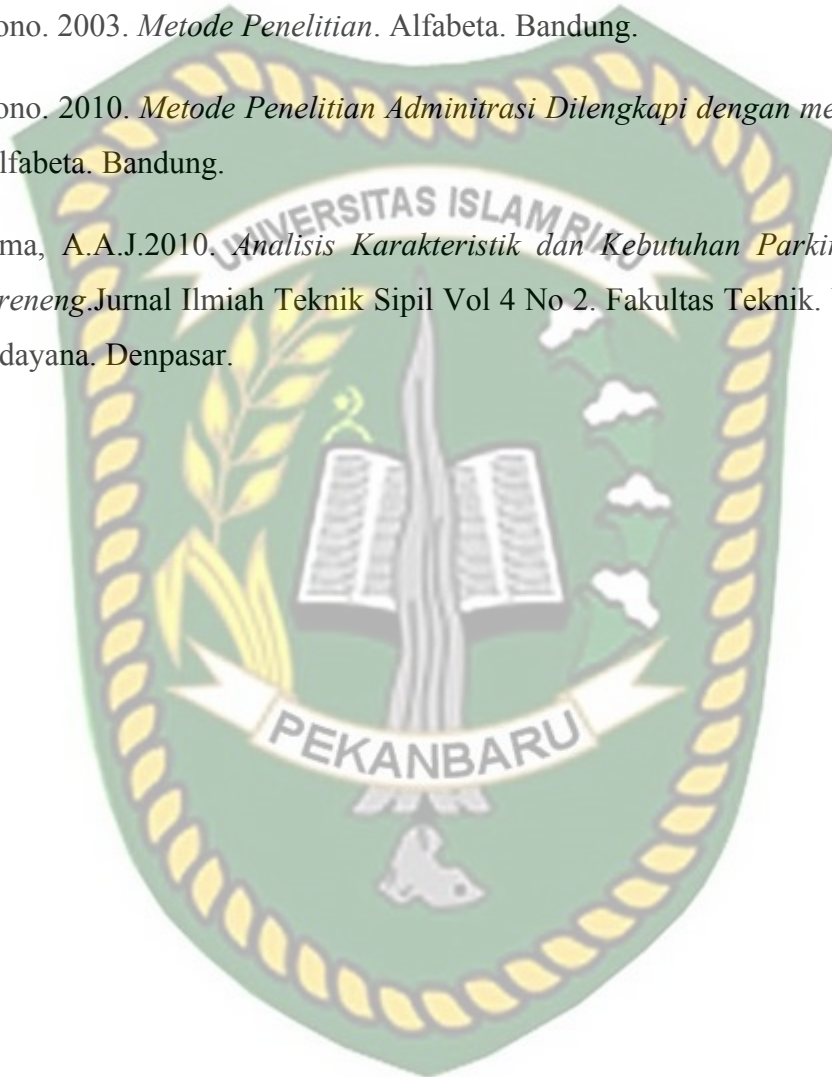 ono. 2003. Metode Penelitian. Alfabeta. Bandung.
ono. 2010. Metode Penelitian Adminitrasi Dilengkapi dengan me
lfabeta. Bandung.
ma, A.A.J.2010. Analisis Karakteristik dan Kebutuhan Parkin
reneng.Jurnal Ilmiah Teknik Sipil Vol 4 No 2. Fakultas Teknik.
dayana. Denpasar.
UNIVERSITAS ISLAM RIAU
PEKANBARU